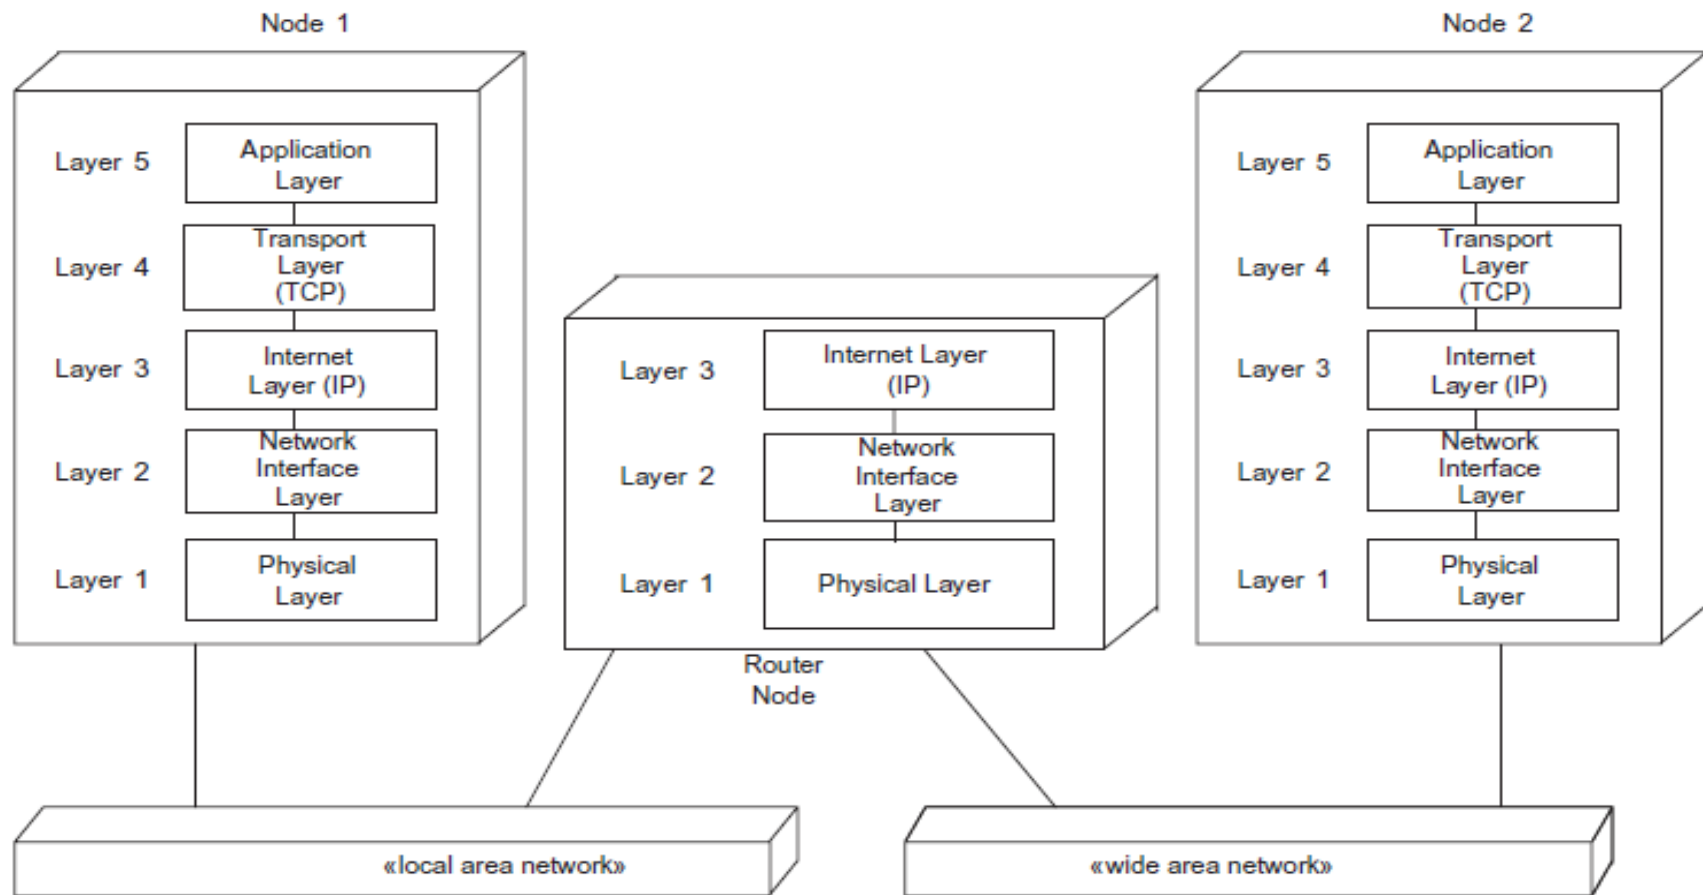 Node 1
Layer 5
Application
Layer
Layer 4
Transport
Layer
(TCP)
Layer 3
Internet
Layer (IP)
Layer 2
Network
Interface
Layer
Layer 1
Physical
Layer
Layer 3
Internet Layer
(IP)
Layer 2
Network
Interface
Layer
Layer 1
Physical Layer
Router
Node
Node 2
Layer 5
Application
Layer
Layer 4
Transport
Layer
(TCP)
Layer 3
Internet
Layer (IP)
Layer 2
Network
Interface
Layer
Layer 1
Physical
Layer
«local area network»
«wide area network»